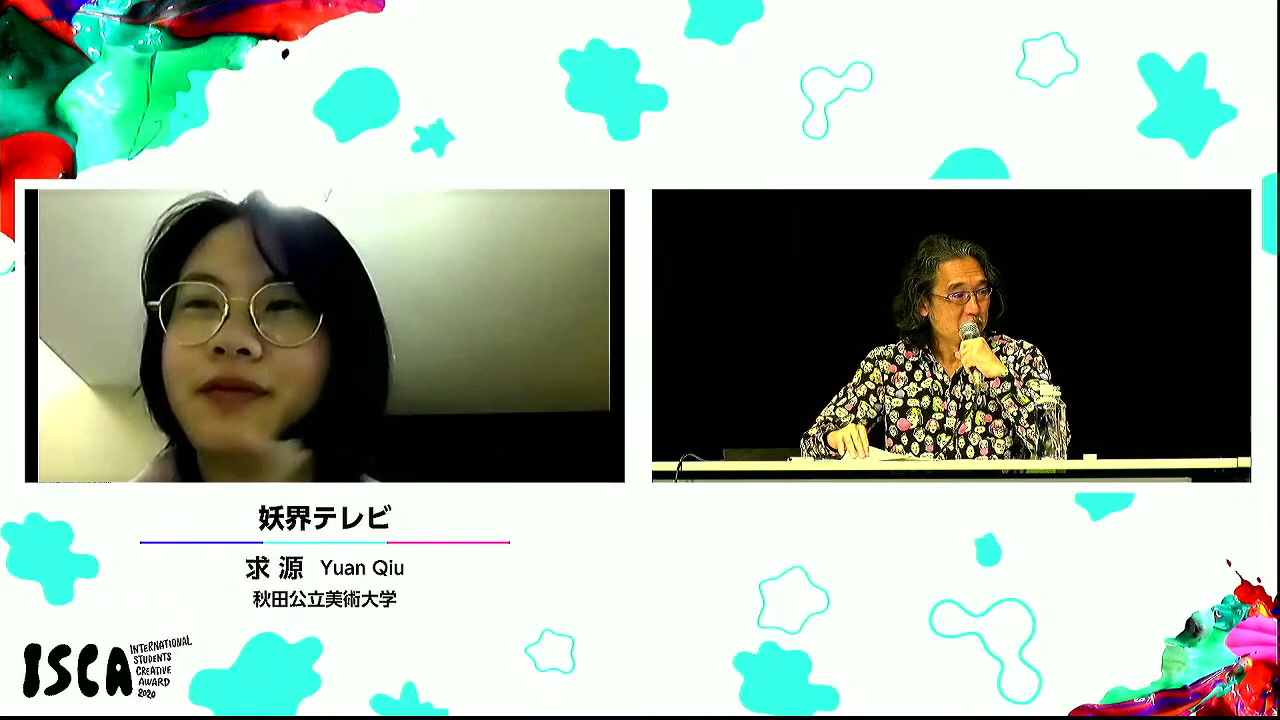 妖界テレビ
求 源 Yuan Qiu
秋田公立美術大学
ISCA
INTERNATIONAL
STUDENTS
CREATIVE
AWARD
2020